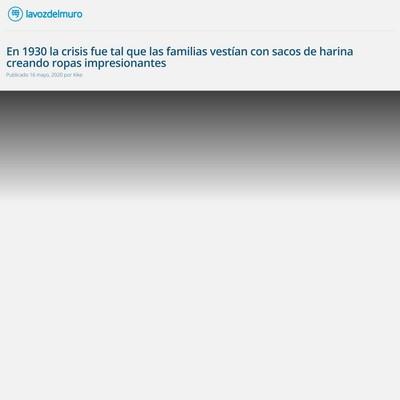 lavozdelmuro
En 1930 la crisis fue tal que las familias vestían con sacos de harina
creando ropas impresionantes
Publicado 16 mayo, 2020 por Kike